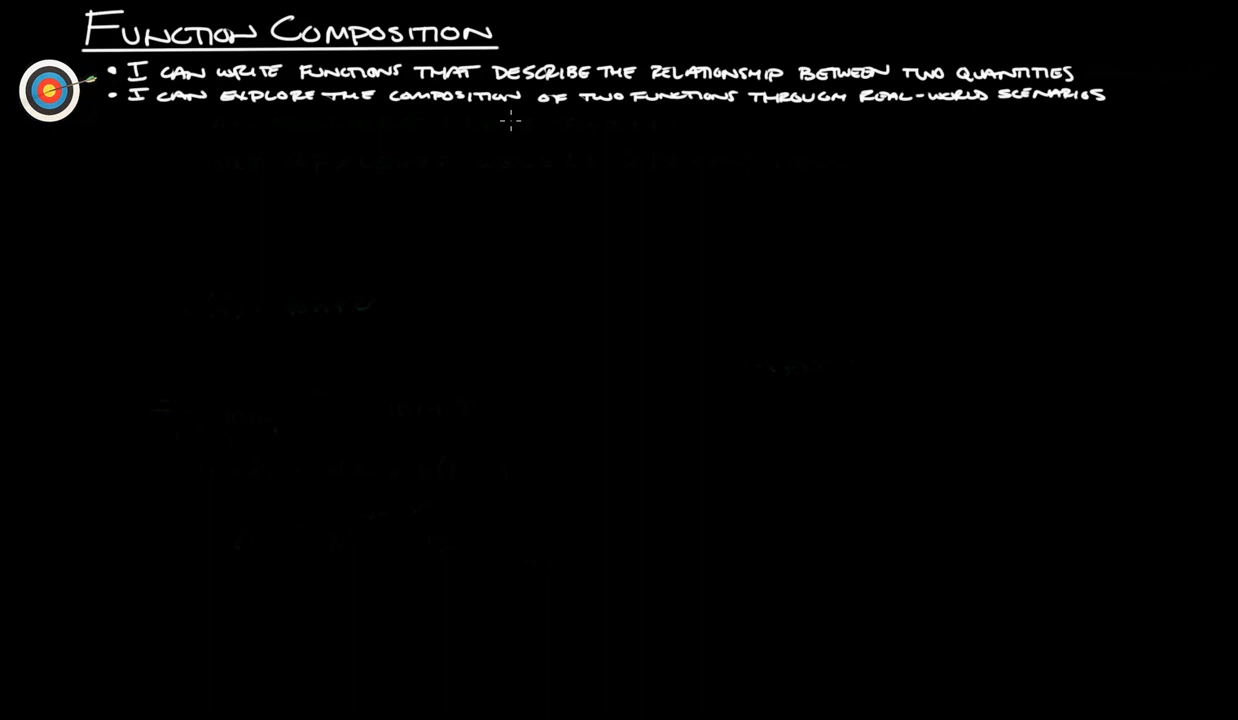 FUNCTION COMPOSITION
• I CAN WRITE FUNCTIONS THAT DESCRIBE THE RELATIONSHIP BETWEEN TWO QUANTITIES
• I CAN EXPLORE THE COMPOSITION OF TWO FUNCTIONS THROUGH REAL-WORLD SCENARIOS